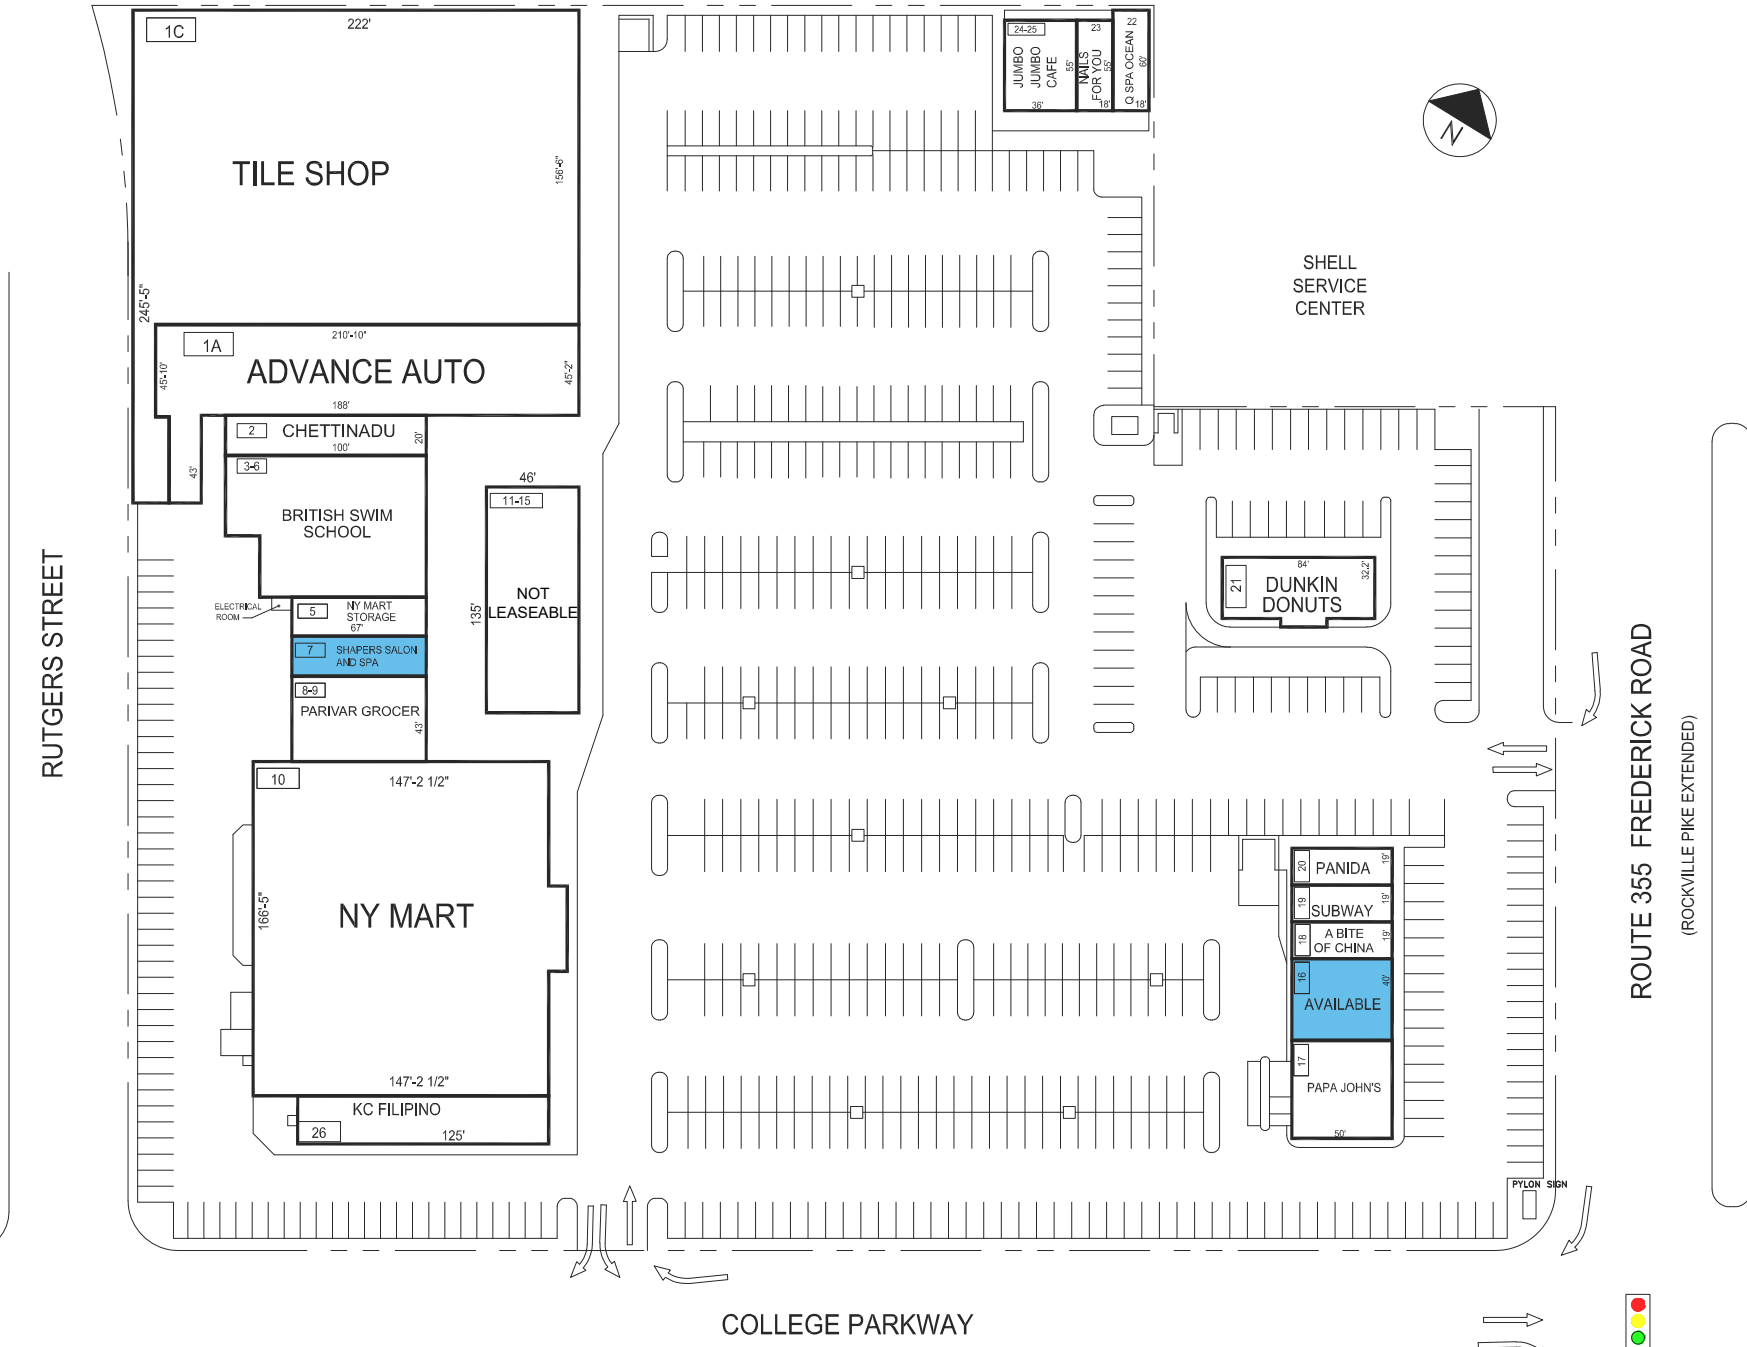 1C
222'
TILE SHOP
156'-6"
245'-5"
1A
210'-10"
ADVANCE AUTO
45'-10"
45'-2"
188'
43'
2
CHETTINADU
20'
100'
3-6
BRITISH SWIM
SCHOOL
ELECTRICAL
ROOM
5
NY MART
STORAGE
67'
7
SHAPERS SALON
AND SPA
8-9
PARIVAR GROCER
43'
46'
11-15
NOT
LEASEABLE
135'
10
147'-2 1/2"
NY MART
166'-5"
147'-2 1/2"
KC FILIPINO
26
125'
24-25
JUMBO
JUMBO
CAFE
55'
36'
23
NAILS
FOR YOU
55'
18'
22
Q SPA OCEAN
60'
18'
N
SHELL
SERVICE
CENTER
21
84'
32.2'
DUNKIN
DONUTS
20
PANIDA
19'
19
SUBWAY
19'
18
A BITE
OF CHINA
19'
16
AVAILABLE
40'
17
PAPA JOHN'S
50'
PYLON SIGN
RUTGERS STREET
ROUTE 355 FREDERICK ROAD
(ROCKVILLE PIKE EXTENDED)
COLLEGE PARKWAY